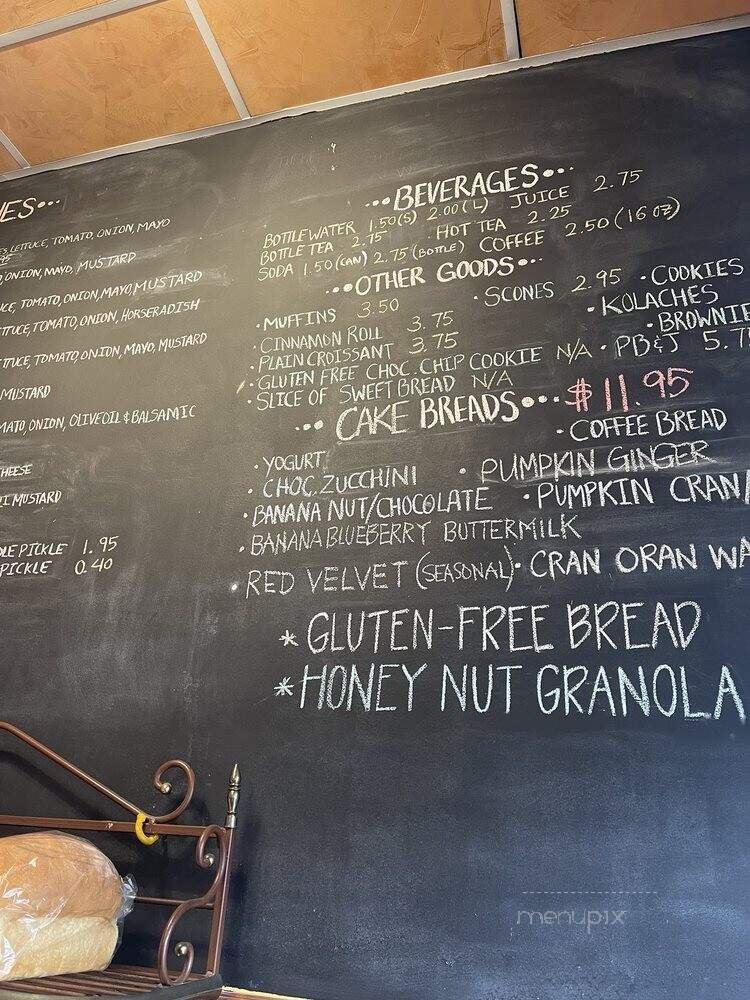 ES•••
LETTUCE, TOMATO, ONION, MAYO
ONION, MAYO, MUSTARD
TOMATO, ONION, MAYO, MUSTARD
TOMATO, ONION, HORSERADISH
TOMATO, ONION, MAYO, MUSTARD
MUSTARD
ONION, OLIVE OIL & BALSAMIC
CHEESE
MUSTARD
PICKLE 1.95
PICKLE 0.40
•••BEVERAGES•••
BOTTLE WATER 1.50(S) 2.00(L) JUICE 2.75
BOTTLE TEA 2.75 • HOT TEA 2.25
SODA 1.50(CAN) 2.75(BOTTLE) COFFEE 2.50(16 OZ)
•••OTHER GOODS•••
• MUFFINS 3.50 • SCONES 2.95 • COOKIES
• CINNAMON ROLL 3.75 • KOLACHES
• PLAIN CROISSANT 3.75 • BROWNIE
• GLUTEN FREE CHOC. CHIP COOKIE N/A • PB&J 5.7
• SLICE OF SWEET BREAD N/A
••• CAKE BREADS••• $11.95
• COFFEE BREAD
• YOGURT
• CHOC. ZUCCHINI • PUMPKIN GINGER
• BANANA NUT/CHOCOLATE • PUMPKIN CRAN/
• BANANA BLUEBERRY BUTTERMILK
• RED VELVET (SEASONAL) • CRAN ORAN WA
* GLUTEN-FREE BREAD
* HONEY NUT GRANOLA
menupix